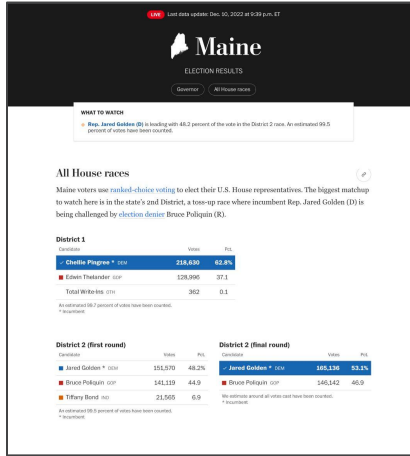 LIVE Last data update: Dec. 10, 2022 at 9:39 p.m. ET
Maine
ELECTION RESULTS
Governor All House races
WHAT TO WATCH
Rep. Jared Golden (D) is leading with 48.2 percent of the vote in the District 2 race. An estimated 99.5
percent of votes have been counted.
All House races
Maine voters use ranked-choice voting to elect their U.S. House representatives. The biggest matchup
to watch here is in the state's 2nd District, a toss-up race where incumbent Rep. Jared Golden (D) is
being challenged by election denier Bruce Poliquin (R).
District 1
Candidate Votes Pct.
✓ Chellie Pingree * DEM 218,630 62.8%
Edwin Thelander GOP 128,996 37.1
Total Write-Ins OTH 362 0.1
An estimated 99.7 percent of votes have been counted.
* Incumbent
District 2 (first round)
Candidate Votes Pct.
Jared Golden * DEM 151,570 48.2%
Bruce Poliquin GOP 141,119 44.9
Tiffany Bond IND 21,565 6.9
An estimated 99.5 percent of votes have been counted.
* Incumbent
District 2 (final round)
Candidate Votes Pct.
✓ Jared Golden * DEM 165,136 53.1%
Bruce Poliquin GOP 146,142 46.9
We estimate around all votes cast have been counted.
* Incumbent